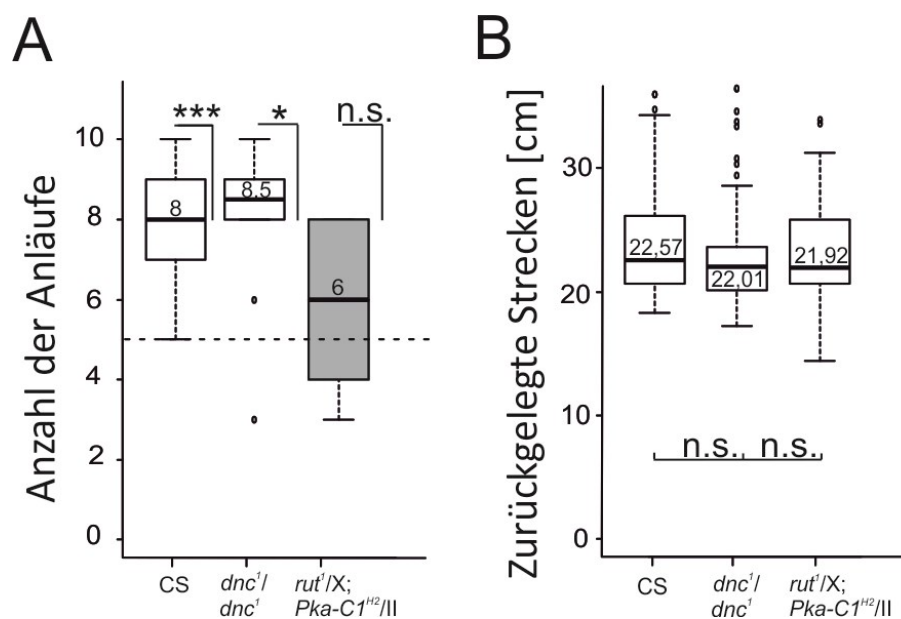 A
Anzahl der Anläufe
10
8
6
4
2
0
***
*
n.s.
8
8,5
6
CS
dnc¹/
dnc¹
rut¹/X;
Pka-C1ᴴ²/II
B
Zurückgelegte Strecken [cm]
30
20
10
0
22,57
22,01
21,92
n.s.
n.s.
CS
dnc¹/
dnc¹
rut¹/X;
Pka-C1ᴴ²/II